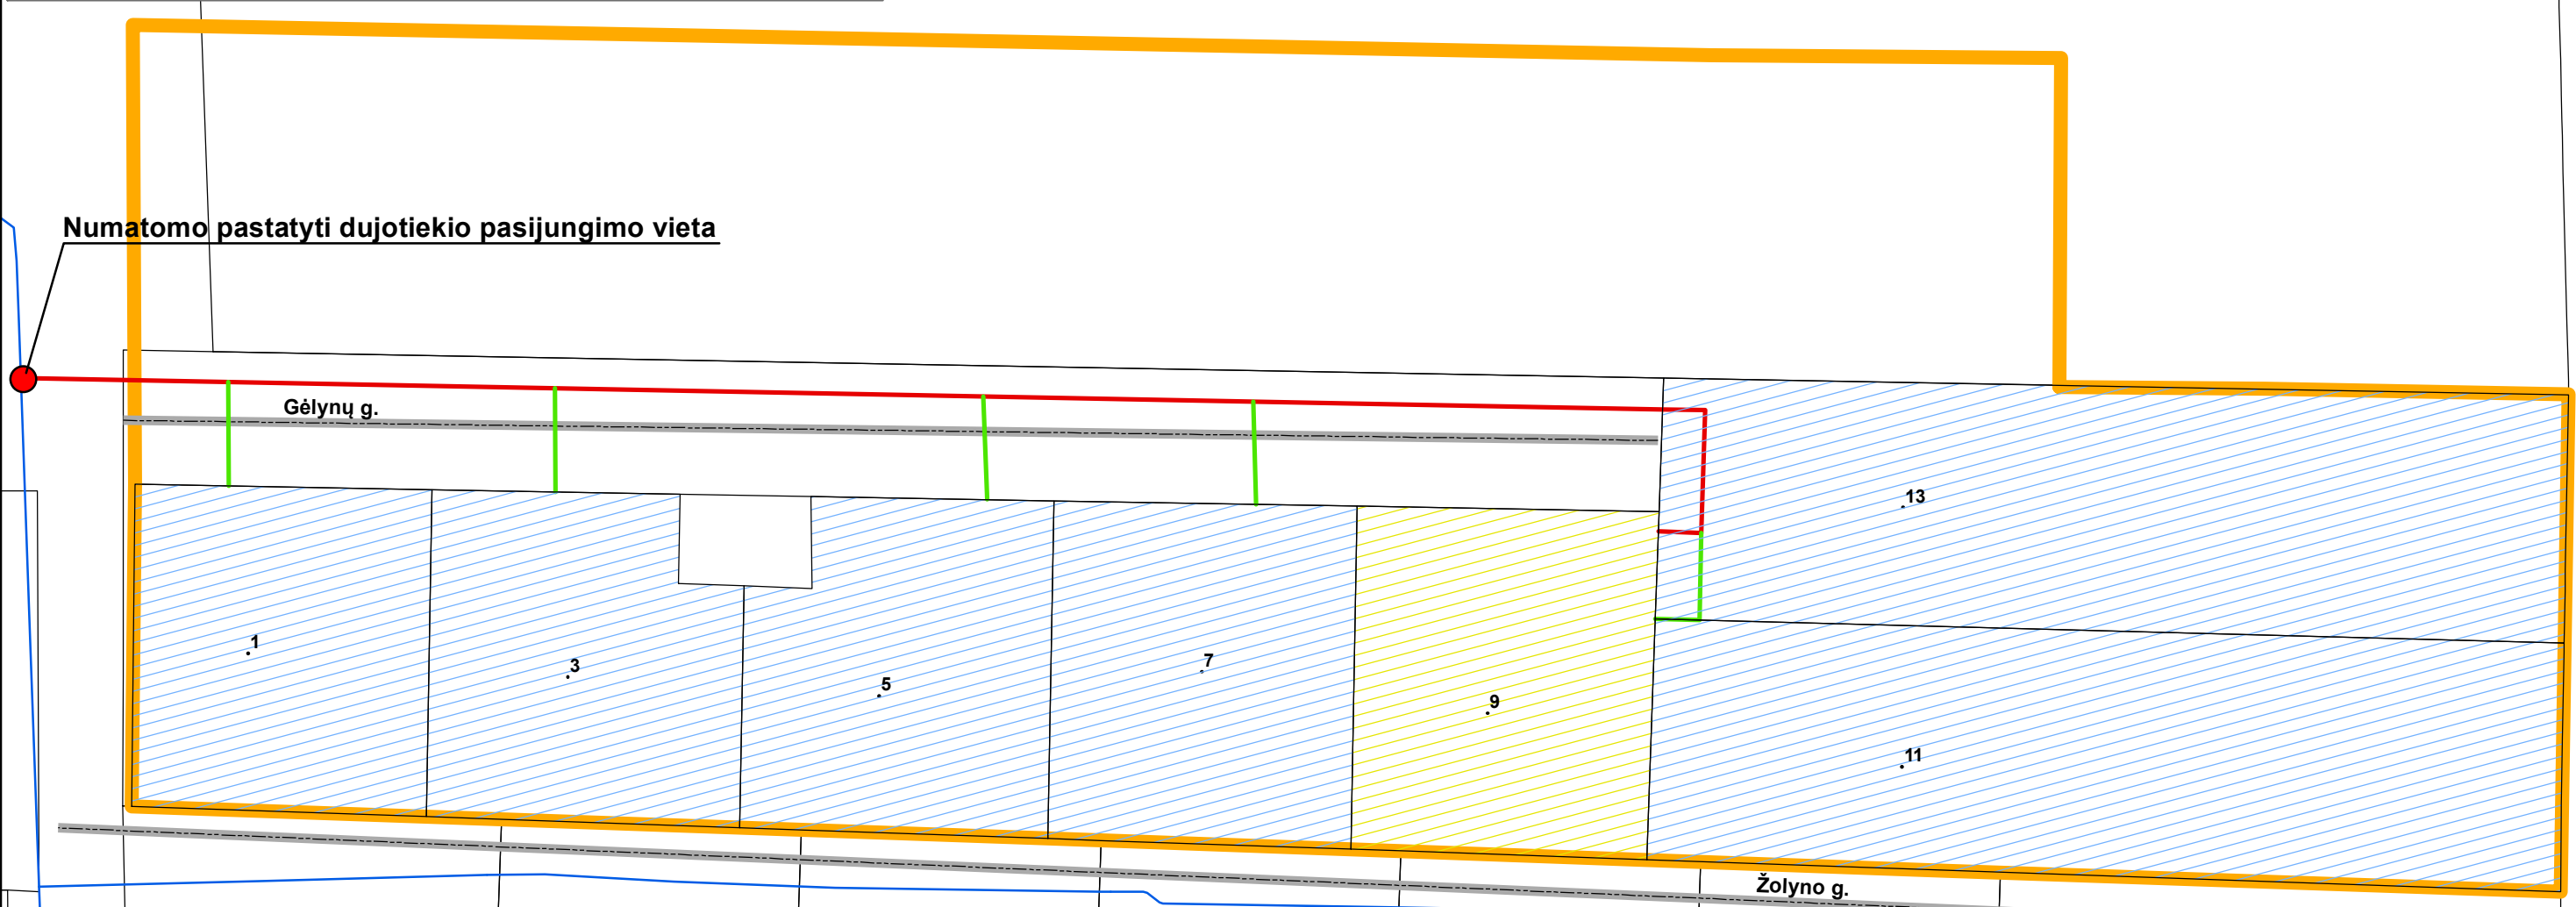 Numatomo pastatyti dujotiekio pasijungimo vieta
Gėlynų g.
13
1
3
5
7
9
11
Žolyno g.